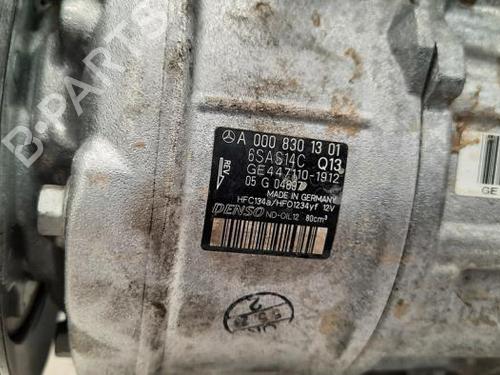 B-PARTS
A 000 830 13 01
6SAS14C Q13
REV
GE447110-1912
05 G 04897
MADE IN GERMANY
HFC134a/HFO1234yf 12V
DENSO ND-OIL12 80cm³
GE